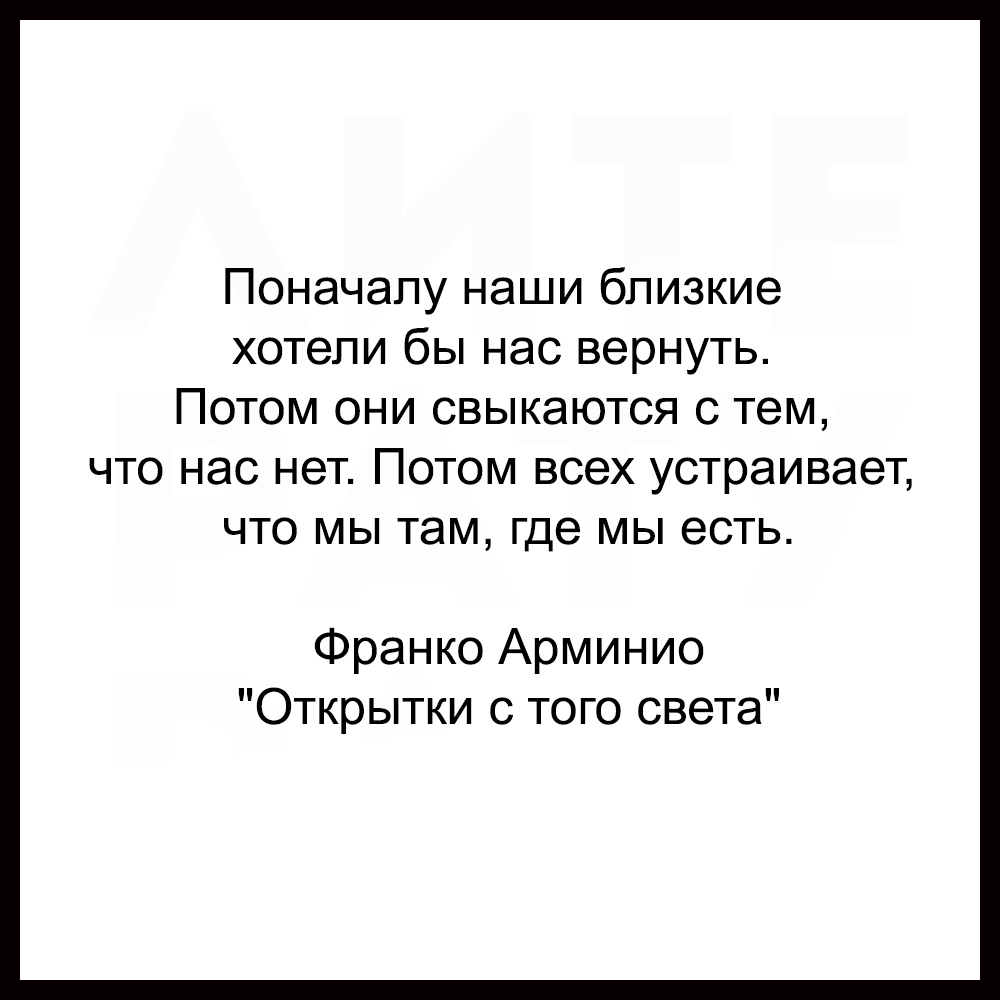 Поначалу наши близкие
хотели бы нас вернуть.
Потом они свыкаются с тем,
что нас нет. Потом всех устраивает,
что мы там, где мы есть.
Франко Арминио
"Открытки с того света"